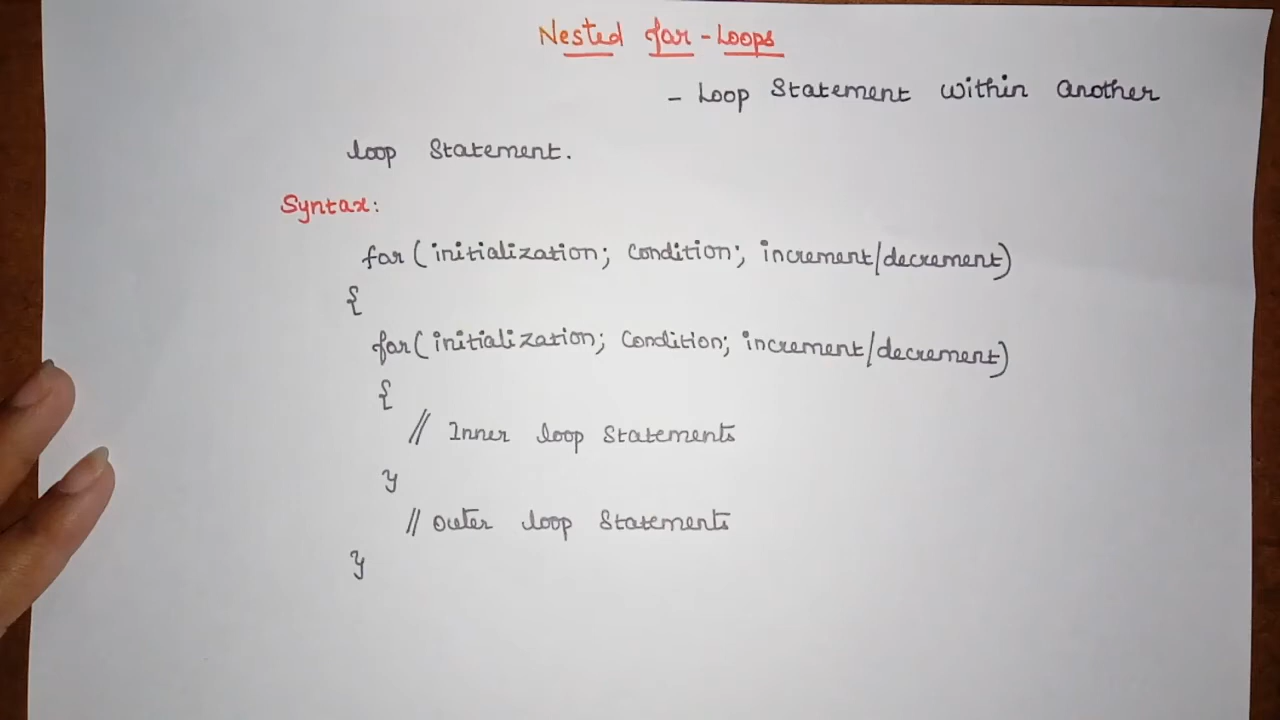 Nested for-Loops
- Loop Statement within another
loop Statement.
Syntax:
for(initialization; Condition; increment/decrement)
{
for(initialization; Condition; increment/decrement)
{
// Inner loop Statements
}
// Outer loop Statements
}